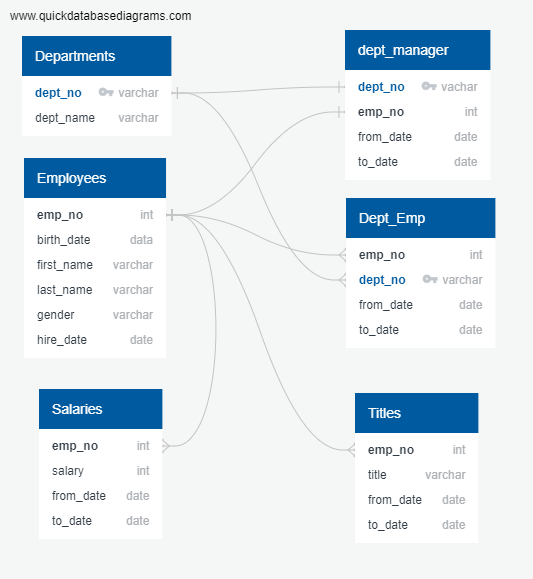 www.quickdatabasediagrams.com
Departments
dept_no varchar
dept_name varchar
dept_manager
dept_no vachar
emp_no int
from_date date
to_date date
Employees
emp_no int
birth_date data
first_name varchar
last_name varchar
gender varchar
hire_date date
Dept_Emp
emp_no int
dept_no varchar
from_date date
to_date date
Salaries
emp_no int
salary int
from_date date
to_date date
Titles
emp_no int
title varchar
from_date date
to_date date